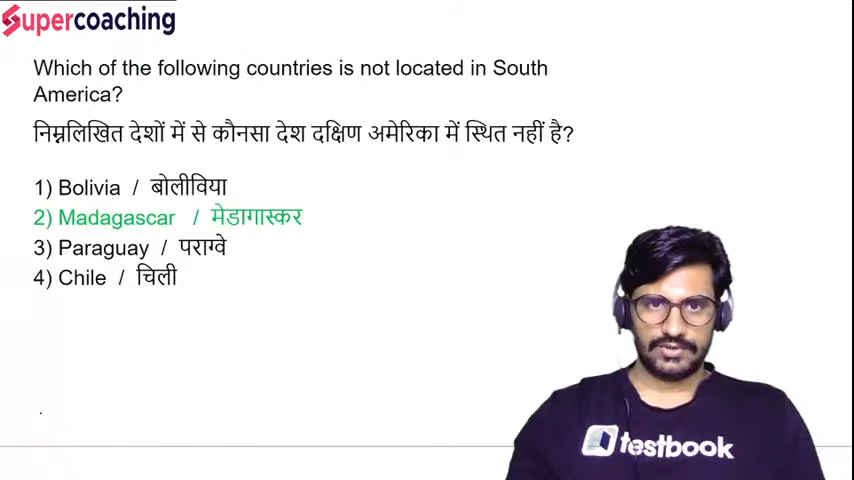 Supercoaching
Which of the following countries is not located in South
America?
निम्नलिखित देशों में से कौनसा देश दक्षिण अमेरिका में स्थित नहीं है?
1) Bolivia / बोलीविया
2) Madagascar / मेडागास्कर
3) Paraguay / पराग्वे
4) Chile / चिली
testbook